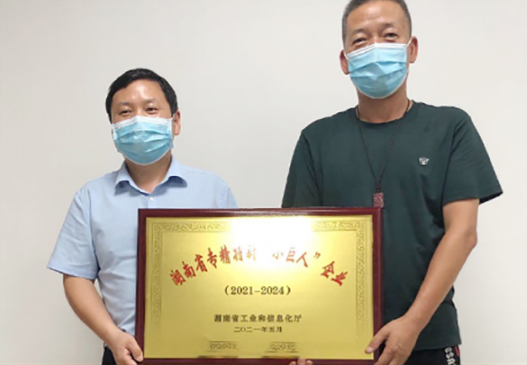 湖南省专精特新“小巨人”企业
(2021-2024)
湖南省工业和信息化厅
二〇二一年五月